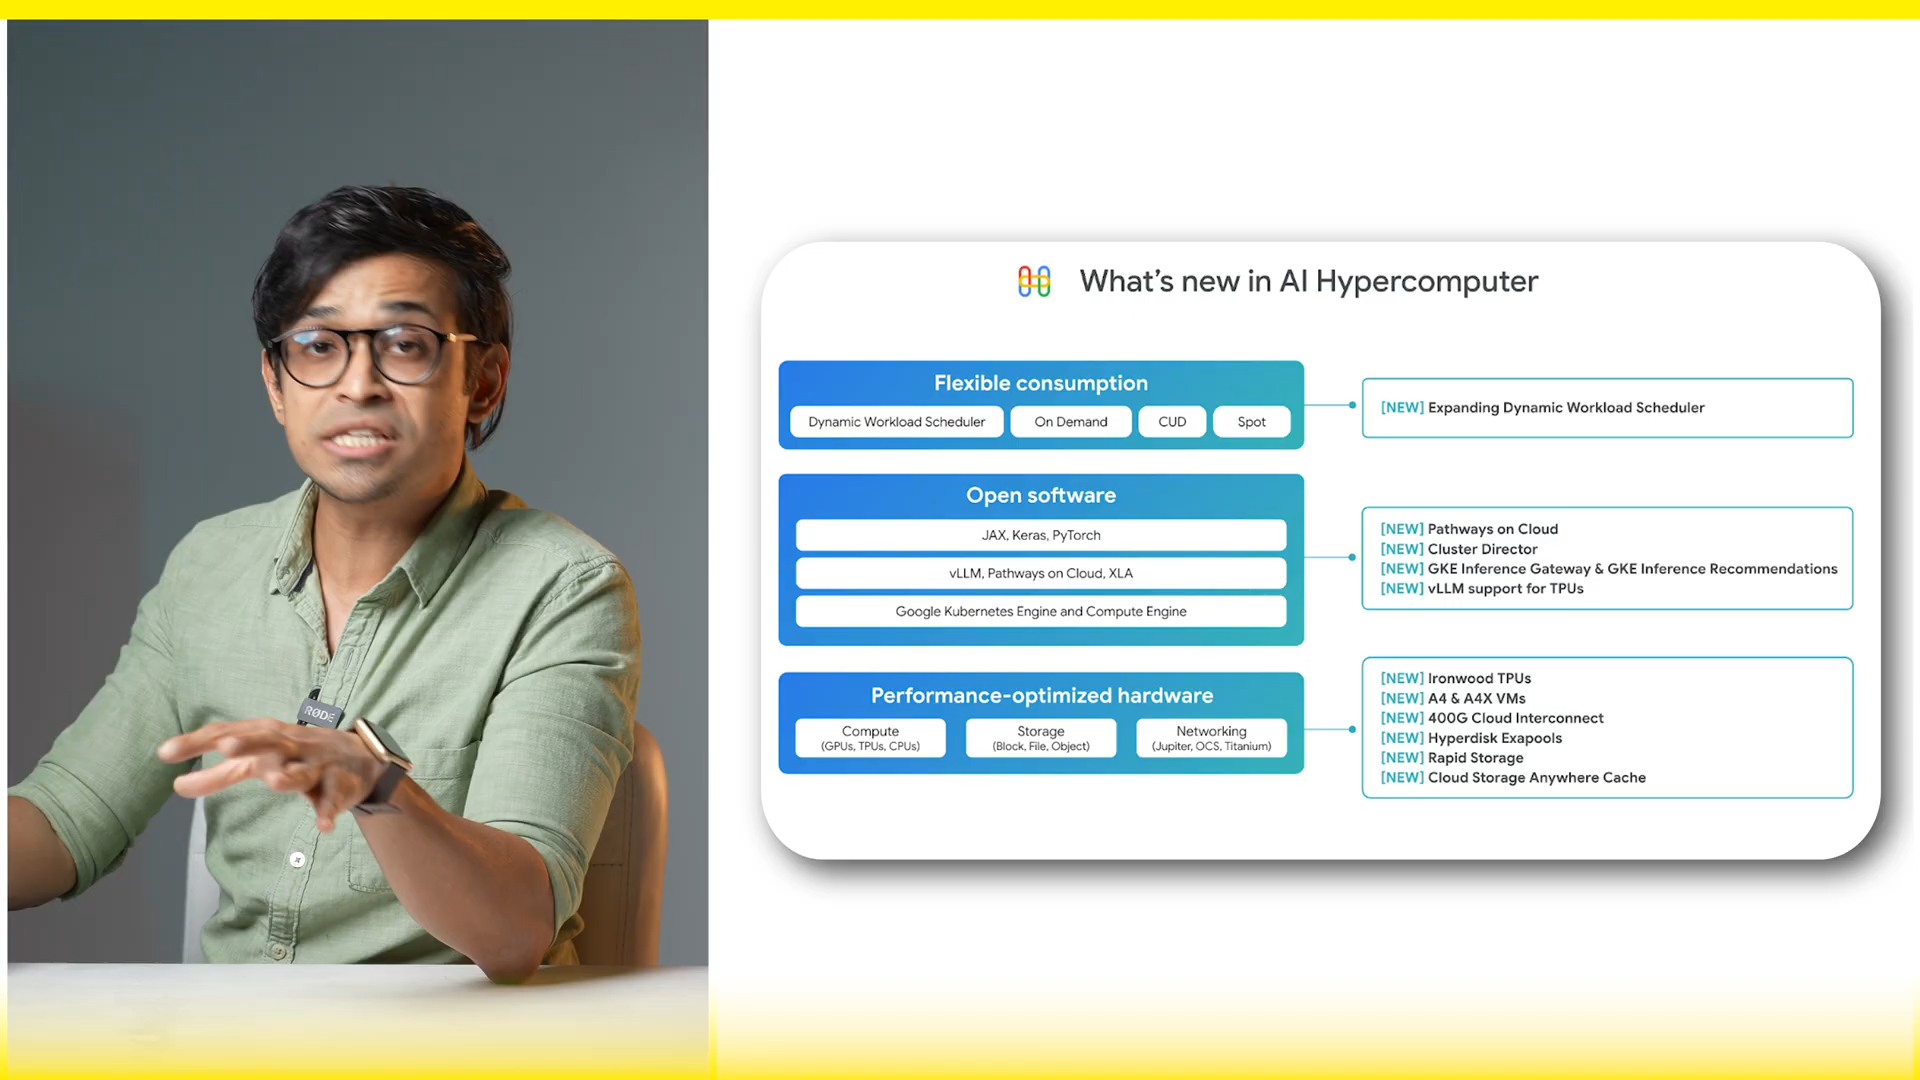 RØDE
What's new in AI Hypercomputer
Flexible consumption
Dynamic Workload Scheduler
On Demand
CUD
Spot
[NEW] Expanding Dynamic Workload Scheduler
Open software
JAX, Keras, PyTorch
vLLM, Pathways on Cloud, XLA
Google Kubernetes Engine and Compute Engine
[NEW] Pathways on Cloud
[NEW] Cluster Director
[NEW] GKE Inference Gateway & GKE Inference Recommendations
[NEW] vLLM support for TPUs
Performance-optimized hardware
Compute
(GPUs, TPUs, CPUs)
Storage
(Block, File, Object)
Networking
(Jupiter, OCS, Titanium)
[NEW] Ironwood TPUs
[NEW] A4 & A4X VMs
[NEW] 400G Cloud Interconnect
[NEW] Hyperdisk Exapools
[NEW] Rapid Storage
[NEW] Cloud Storage Anywhere Cache